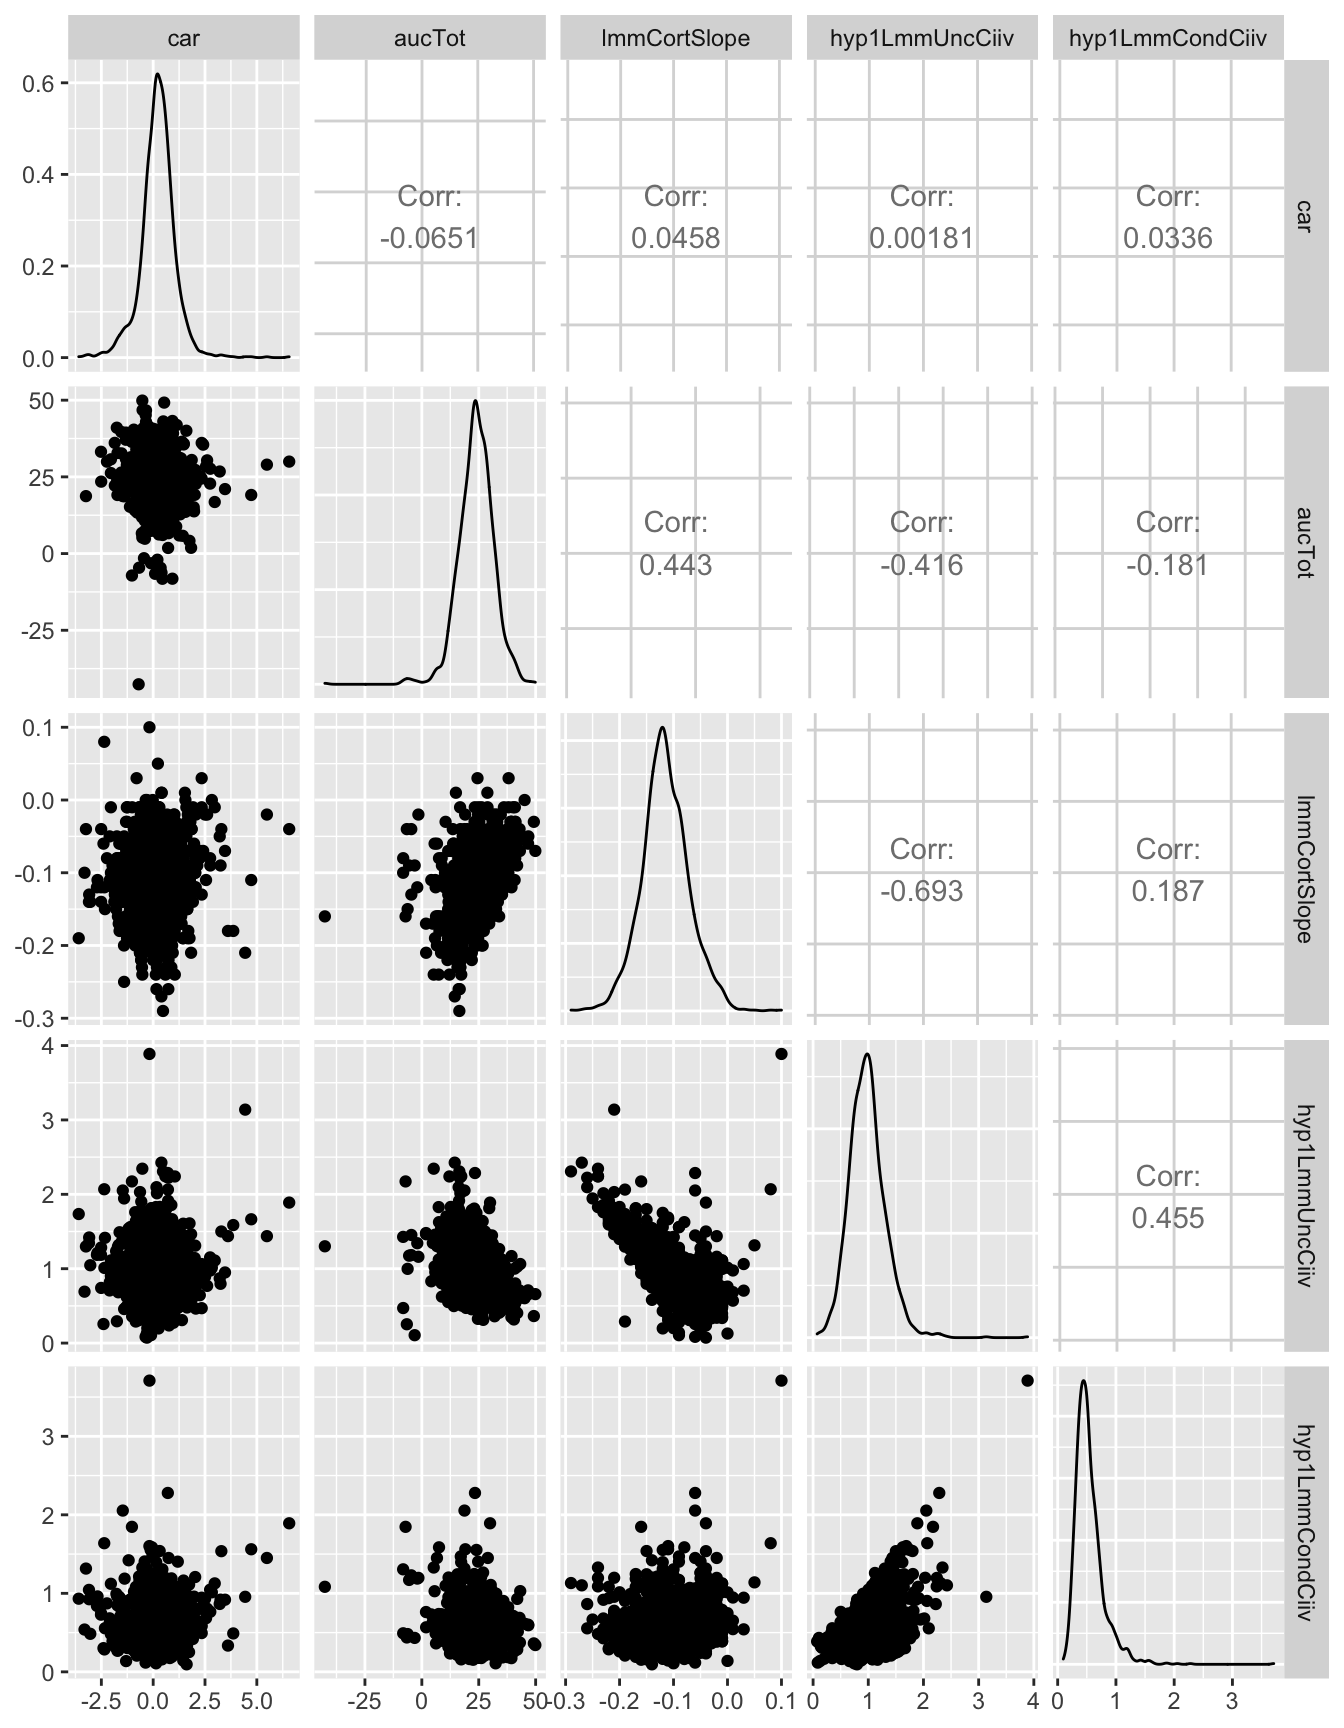 car aucTot lmmCortSlope hyp1LmmUncCiiv hyp1LmmCondCiiv
0.6
0.4
0.2
0.0
Corr:
-0.0651
Corr:
0.0458
Corr:
0.00181
Corr:
0.0336
car
50
25
0
-25
Corr:
0.443
Corr:
-0.416
Corr:
-0.181
aucTot
0.1
0.0
-0.1
-0.2
-0.3
Corr:
-0.693
Corr:
0.187
lmmCortSlope
4
3
2
1
0
Corr:
0.455
hyp1LmmUncCiiv
3
2
1
0
hyp1LmmCondCiiv
-2.5 0.0 2.5 5.0 -25 0 25 50 -0.3 -0.2 -0.1 0.0 0.1 0 1 2 3 4 0 1 2 3